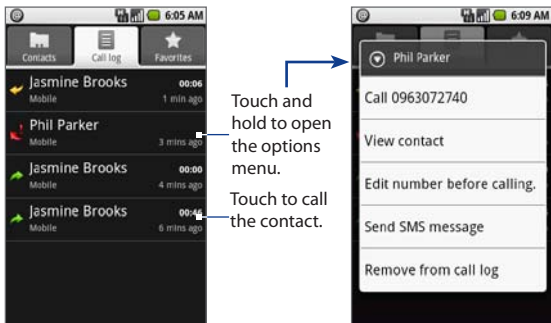 6:05 AM
Contacts
Call log
Favorites
Jasmine Brooks 00:06
Mobile 1 min ago
Phil Parker
Mobile 3 mins ago
Jasmine Brooks 00:00
Mobile 4 mins ago
Jasmine Brooks 00:46
Mobile 6 mins ago
Touch and
hold to open
the options
menu.
Touch to call
the contact.
6:09 AM
Phil Parker
Call 0963072740
View contact
Edit number before calling.
Send SMS message
Remove from call log